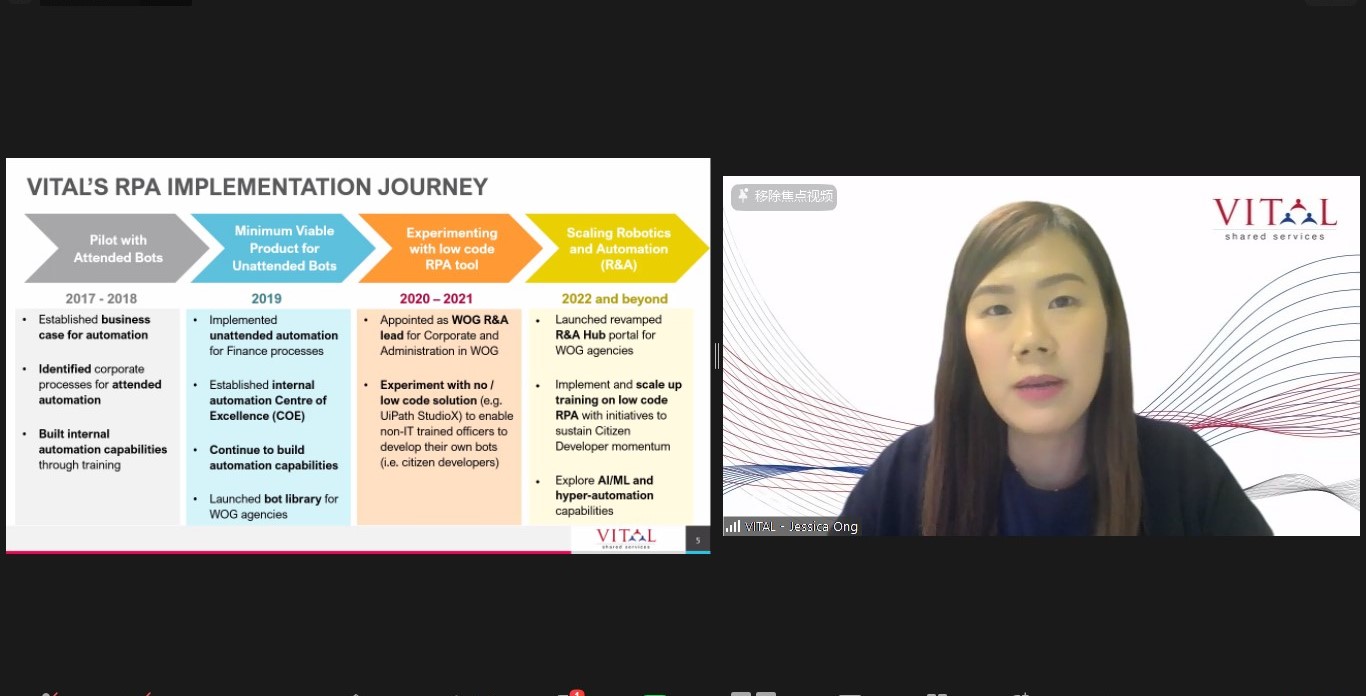 VITAL'S RPA IMPLEMENTATION JOURNEY
Pilot with
Attended Bots
2017 - 2018
• Established business
case for automation
• Identified corporate
processes for attended
automation
• Built internal
automation capabilities
through training
Minimum Viable
Product for
Unattended Bots
2019
• Implemented
unattended automation
for Finance processes
• Established internal
automation Centre of
Excellence (COE)
• Continue to build
automation capabilities
• Launched bot library for
WOG agencies
Experimenting
with low code
RPA tool
2020 – 2021
• Appointed as WOG R&A
lead for Corporate and
Administration in WOG
• Experiment with no /
low code solution (e.g.
UiPath StudioX) to enable
non-IT trained officers to
develop their own bots
(i.e. citizen developers)
Scaling Robotics
and Automation
(R&A)
2022 and beyond
• Launched revamped
R&A Hub portal for
WOG agencies
• Implement and scale up
training on low code
RPA with initiatives to
sustain Citizen
Developer momentum
• Explore AI/ML and
hyper-automation
capabilities
VITAL
shared services
5
移除焦点视频
VITAL
shared services
VITAL - Jessica Ong
1